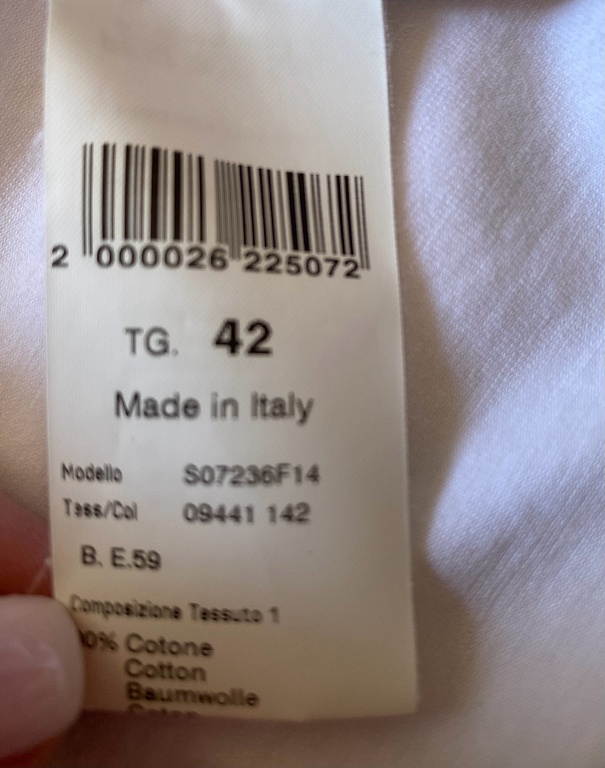 2 000026 225072
TG. 42
Made in Italy
Modello S07236F14
Tess/Col 09441 142
B. E.59
Composizione Tessuto 1
00% Cotone
Cotton
Baumwolle